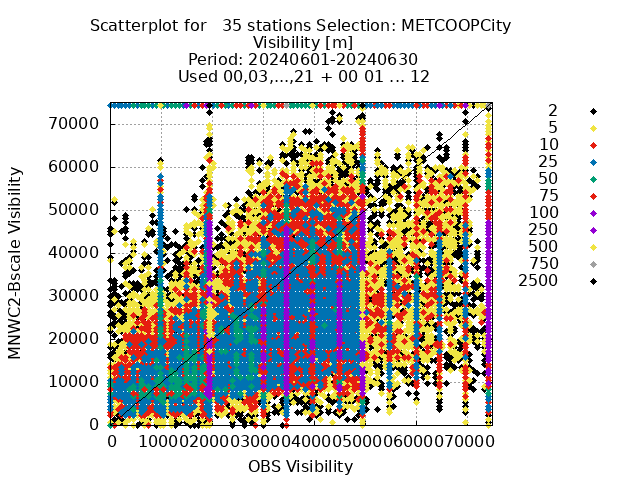 Scatterplot for 35 stations Selection: METCOOPCity
Visibility [m]
Period: 20240601-20240630
Used 00,03,...,21 + 00 01 ... 12
MNWC2-Bscale Visibility
70000
60000
50000
40000
30000
20000
10000
0
0 10000 20000 30000 40000 50000 60000 70000
OBS Visibility
2
5
10
25
50
75
100
250
500
750
2500